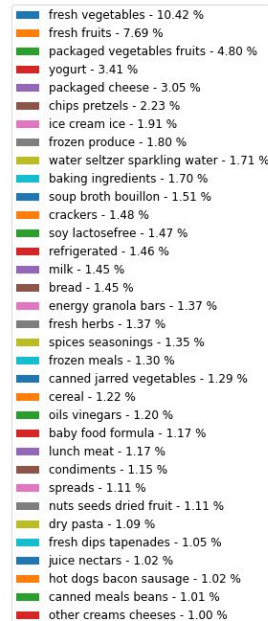 fresh vegetables - 10.42 %
fresh fruits - 7.69 %
packaged vegetables fruits - 4.80 %
yogurt - 3.41 %
packaged cheese - 3.05 %
chips pretzels - 2.23 %
ice cream ice - 1.91 %
frozen produce - 1.80 %
water seltzer sparkling water - 1.71 %
baking ingredients - 1.70 %
soup broth bouillon - 1.51 %
crackers - 1.48 %
soy lactosefree - 1.47 %
refrigerated - 1.46 %
milk - 1.45 %
bread - 1.45 %
energy granola bars - 1.37 %
fresh herbs - 1.37 %
spices seasonings - 1.35 %
frozen meals - 1.30 %
canned jarred vegetables - 1.29 %
cereal - 1.22 %
oils vinegars - 1.20 %
baby food formula - 1.17 %
lunch meat - 1.17 %
condiments - 1.15 %
spreads - 1.11 %
nuts seeds dried fruit - 1.11 %
dry pasta - 1.09 %
fresh dips tapenades - 1.05 %
juice nectars - 1.02 %
hot dogs bacon sausage - 1.02 %
canned meals beans - 1.01 %
other creams cheeses - 1.00 %